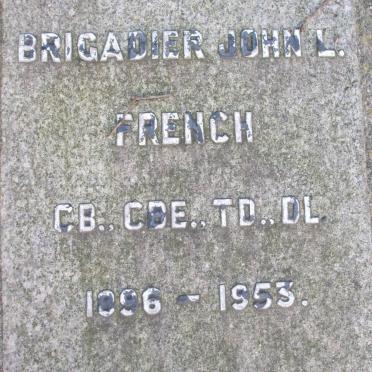 BRIGADIER JOHN L.
FRENCH
CB., CBE., TD., DL.
1896 - 1953.